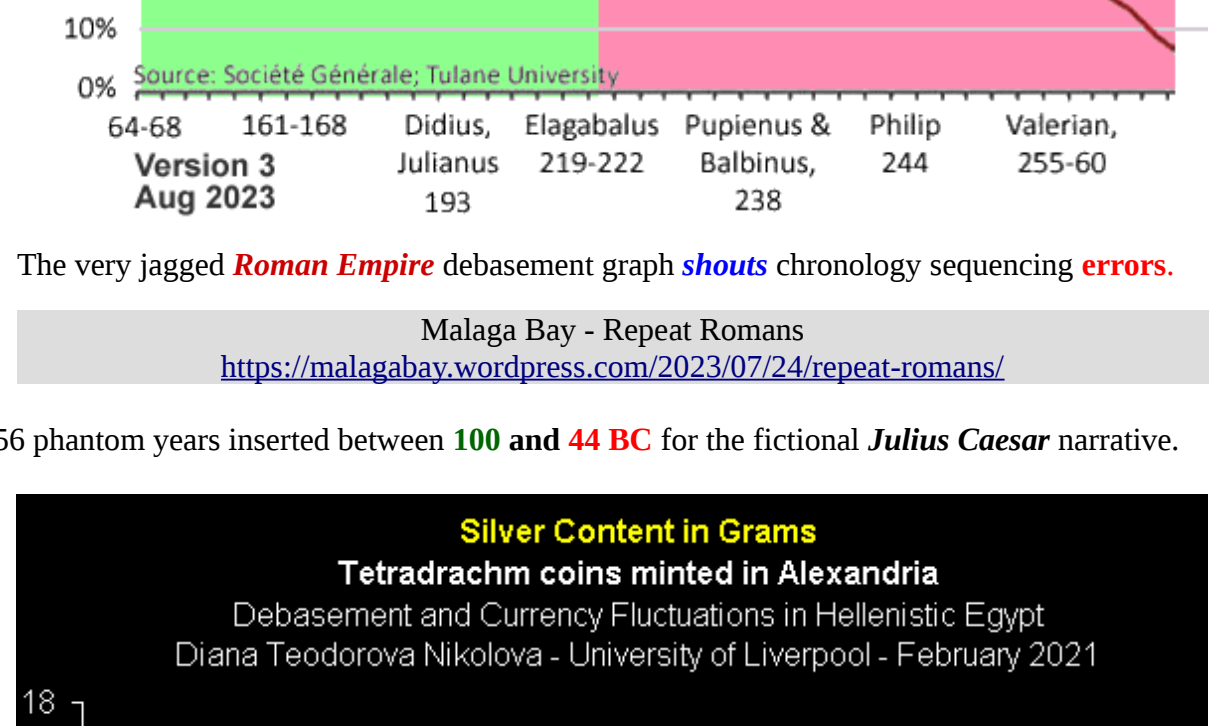 10%
0%
Source: Société Générale; Tulane University
64-68 161-168 Didius, Elagabalus Pupienus & Philip Valerian,
Version 3 Julianus 219-222 Balbinus, 244 255-60
Aug 2023 193 238
The very jagged Roman Empire debasement graph shouts chronology sequencing errors.
Malaga Bay - Repeat Romans
https://malagabay.wordpress.com/2023/07/24/repeat-romans/
56 phantom years inserted between 100 and 44 BC for the fictional Julius Caesar narrative.
Silver Content in Grams
Tetradrachm coins minted in Alexandria
Debasement and Currency Fluctuations in Hellenistic Egypt
Diana Teodorova Nikolova - University of Liverpool - February 2021
18